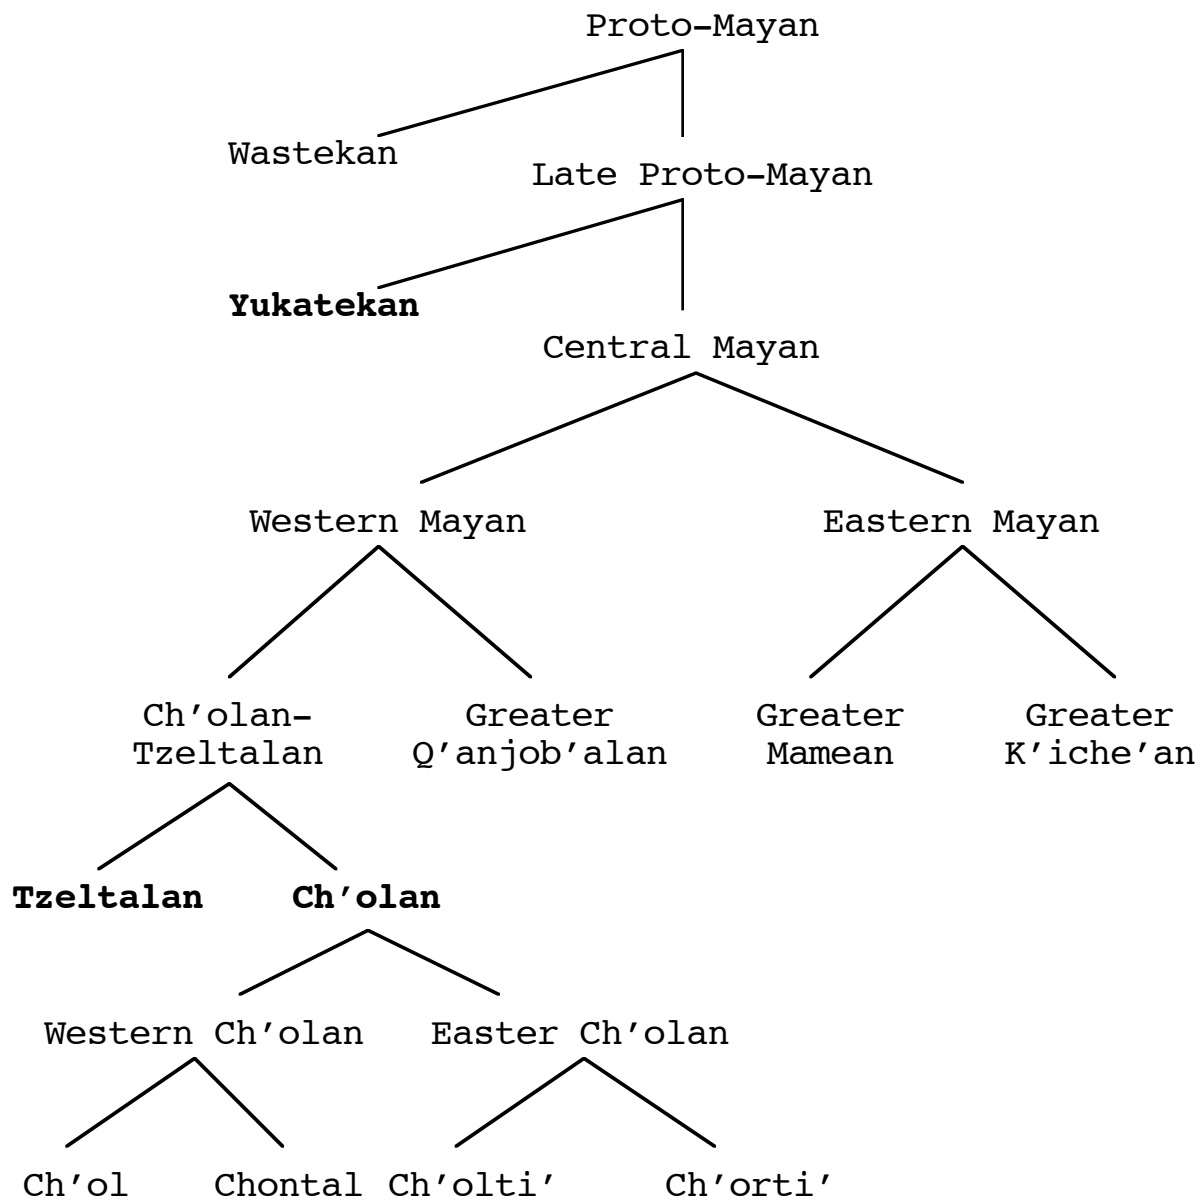 Proto-Mayan
Wastekan
Late Proto-Mayan
Yukatekan
Central Mayan
Western Mayan
Eastern Mayan
Ch’olan-
Tzeltalan
Greater
Q’anjob’alan
Greater
Mamean
Greater
K’iche’an
Tzeltalan
Ch’olan
Western Ch’olan
Easter Ch’olan
Ch’ol
Chontal
Ch’olti’
Ch’orti’